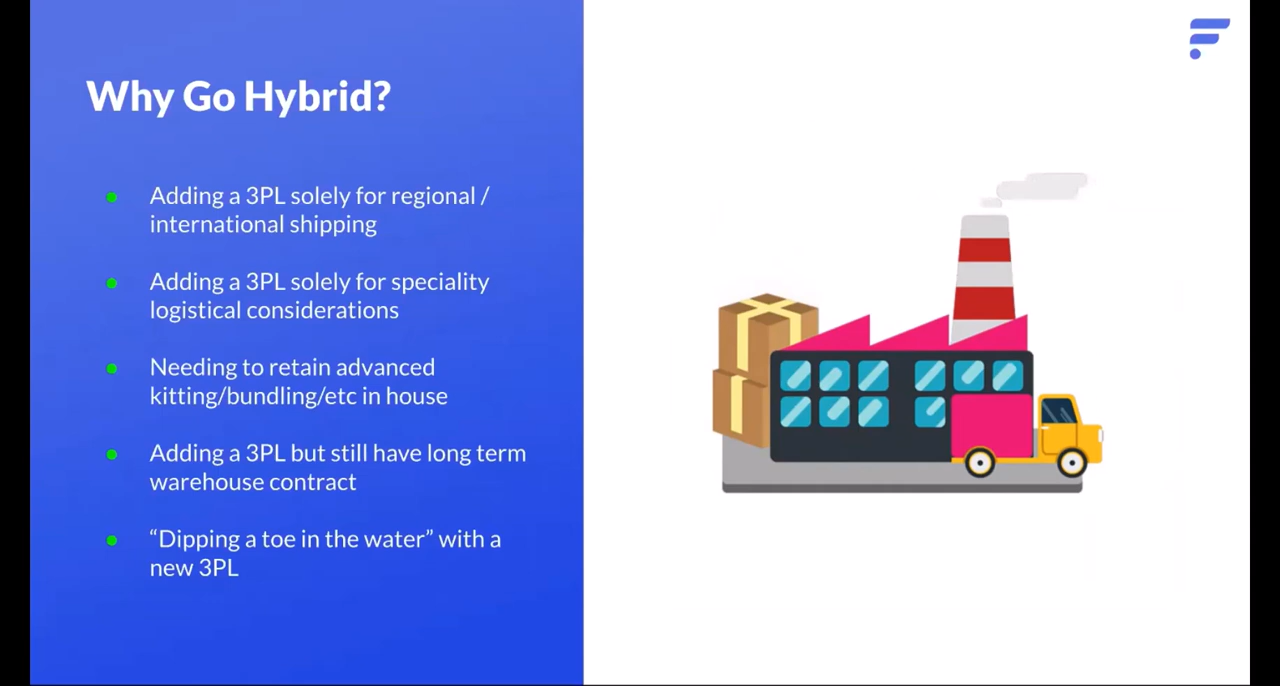 Why Go Hybrid?
Adding a 3PL solely for regional /
international shipping
Adding a 3PL solely for speciality
logistical considerations
Needing to retain advanced
kitting/bundling/etc in house
Adding a 3PL but still have long term
warehouse contract
“Dipping a toe in the water” with a
new 3PL